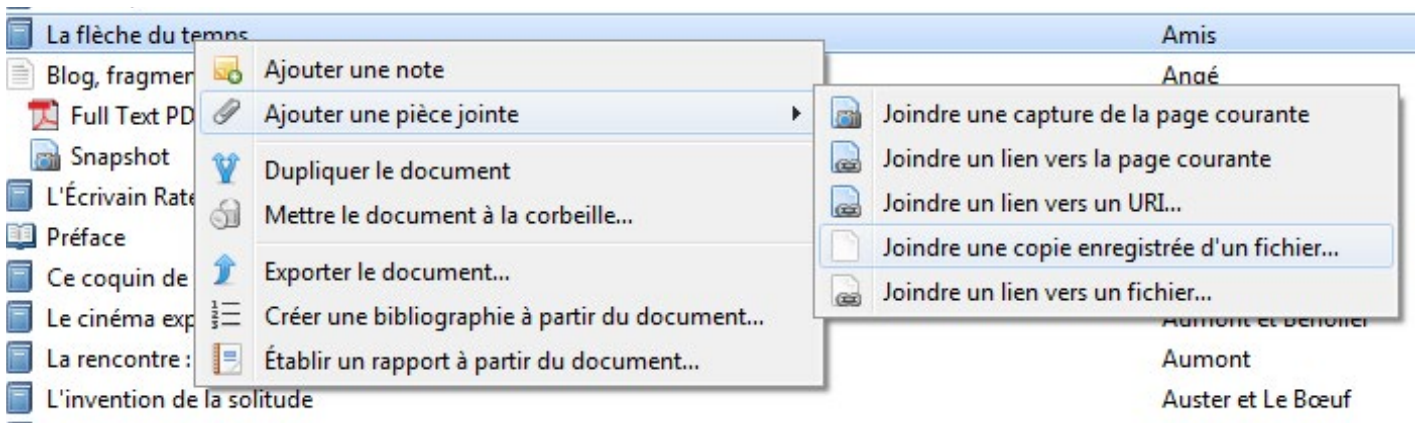 La flèche du temps
Amis
Blog, fragmen
Angé
Full Text PD
Snapshot
L'Écrivain Rate
Préface
Ce coquin de
Le cinéma exp
Aumont et Benolier
La rencontre :
Aumont
L'invention de la solitude
Auster et Le Bœuf
Ajouter une note
Ajouter une pièce jointe
Dupliquer le document
Mettre le document à la corbeille...
Exporter le document...
Créer une bibliographie à partir du document...
Établir un rapport à partir du document...
Joindre une capture de la page courante
Joindre un lien vers la page courante
Joindre un lien vers un URI...
Joindre une copie enregistrée d'un fichier...
Joindre un lien vers un fichier...